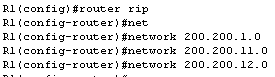 R1(config)#router rip
R1(config-router)#net
R1(config-router)#network 200.200.1.0
R1(config-router)#network 200.200.11.0
R1(config-router)#network 200.200.12.0